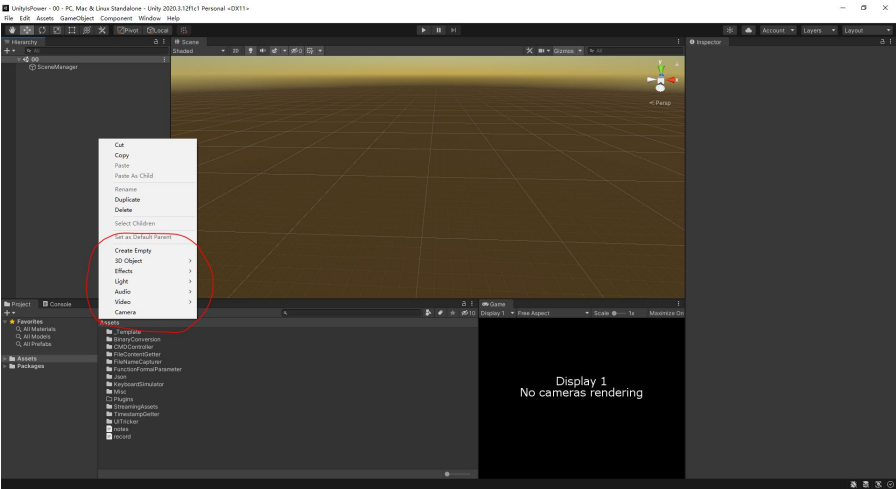 UnityIsPower - 00 - PC, Mac & Linux Standalone - Unity 2020.3.12f1c1 Personal <DX11>
File Edit Assets GameObject Component Window Help
Pivot Local
Account Layers Layout
Hierarchy
All
00
SceneManager
Scene
Shaded 2D 0 Gizmos All
Inspector
y
x
Persp
Cut
Copy
Paste
Paste As Child
Rename
Duplicate
Delete
Select Children
Set as Default Parent
Create Empty
3D Object
Effects
Light
Audio
Video
Camera
Project Console
10
Favorites
All Materials
All Models
All Prefabs
Assets
Packages
Assets
_Template
BinaryConversion
CMDController
FileContentGetter
FileNameCapturer
FunctionFormalParameter
Json
KeyboardSimulator
Misc
Plugins
StreamingAssets
TimestampGetter
UITricker
notes
record
Game
Display 1 Free Aspect Scale 1x Maximize On
Display 1
No cameras rendering